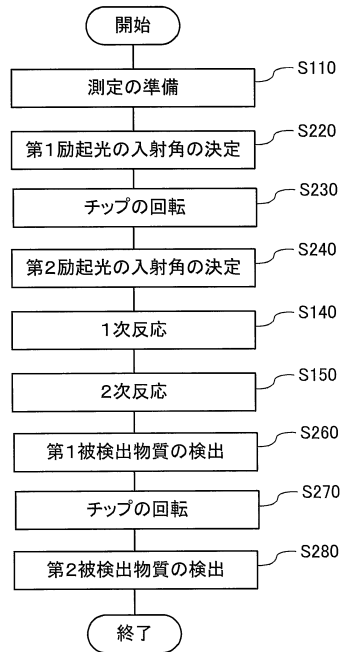 開始
測定の準備 S110
第1励起光の入射角の決定 S220
チップの回転 S230
第2励起光の入射角の決定 S240
1次反応 S140
2次反応 S150
第1被検出物質の検出 S260
チップの回転 S270
第2被検出物質の検出 S280
終了